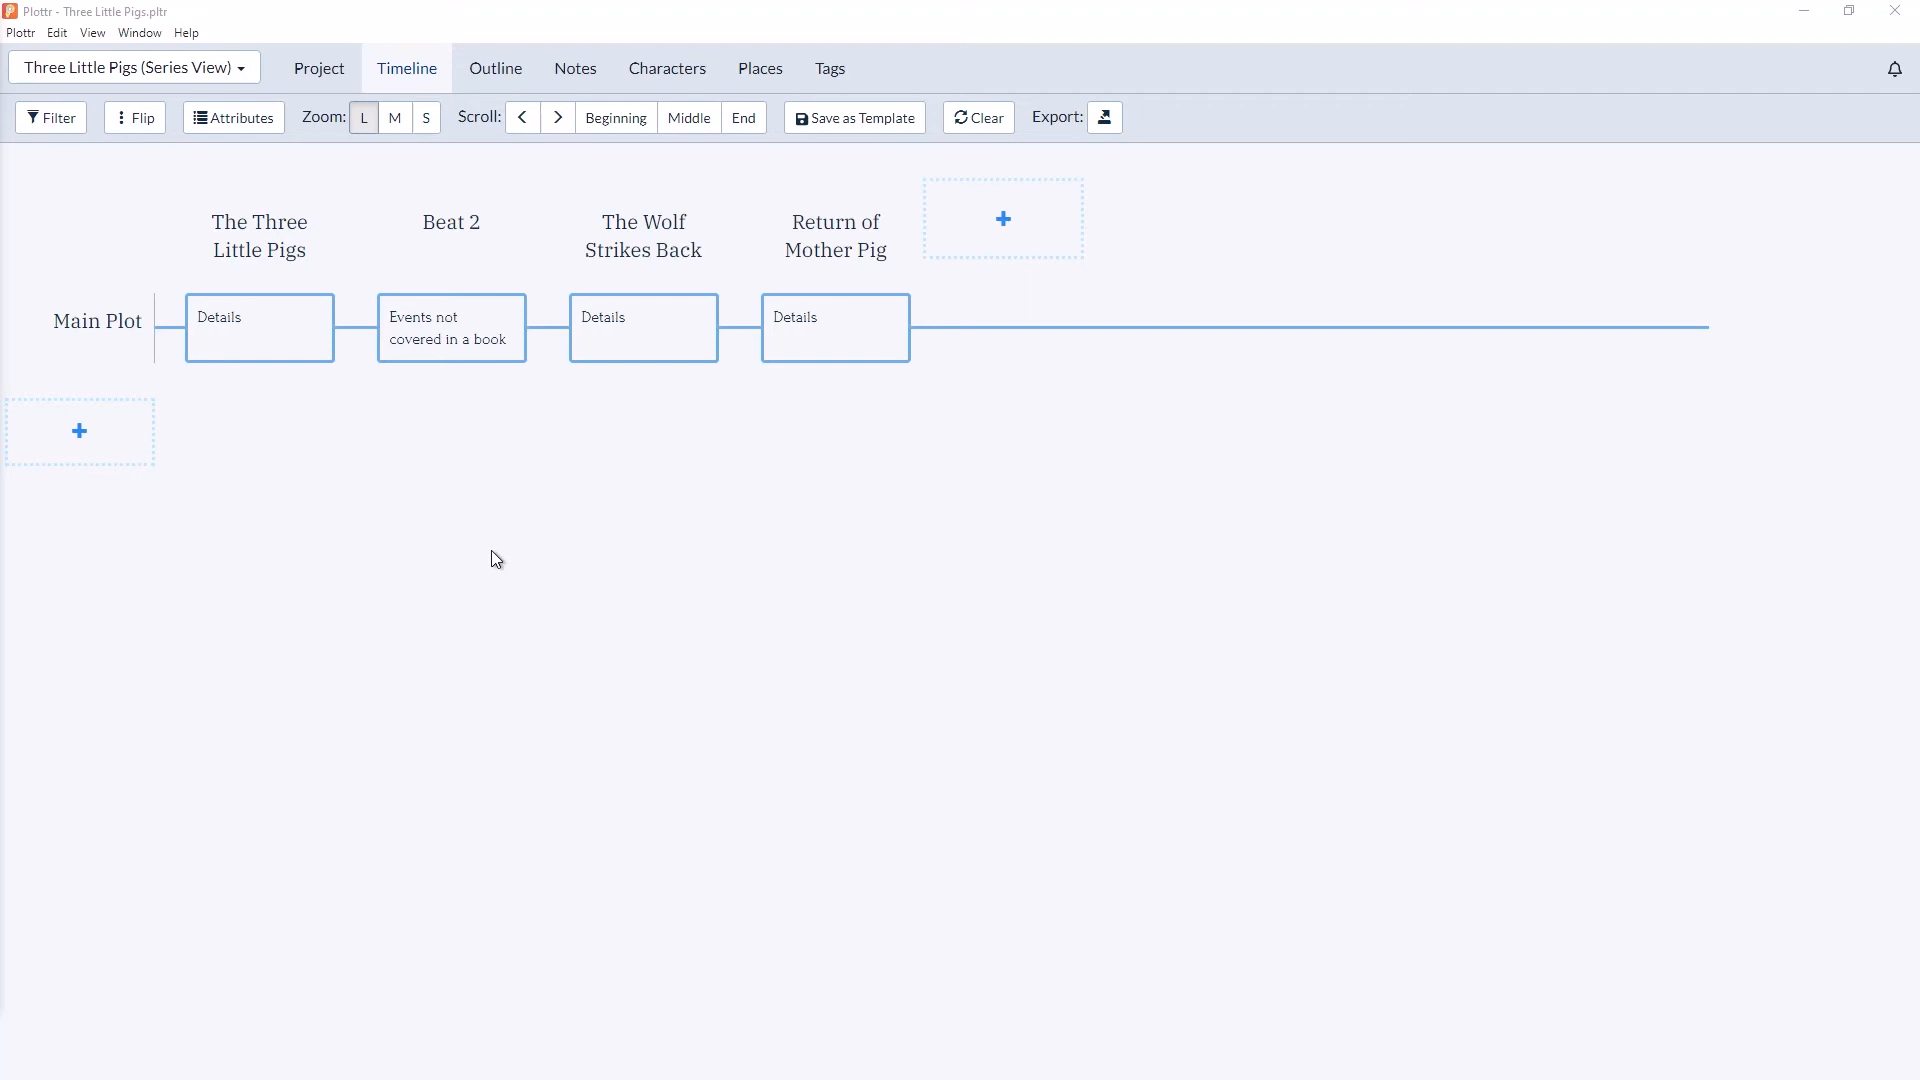 Plottr - Three Little Pigs.pltr
Plottr Edit View Window Help
Three Little Pigs (Series View) Project Timeline Outline Notes Characters Places Tags
Filter Flip Attributes Zoom: L M S Scroll: Beginning Middle End Save as Template Clear Export:
The Three
Little Pigs
Beat 2
The Wolf
Strikes Back
Return of
Mother Pig
Main Plot
Details
Events not
covered in a book
Details
Details